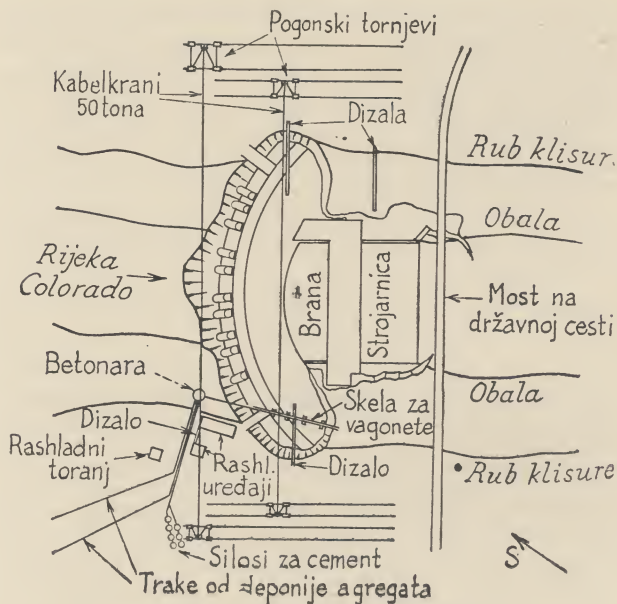 Pogonski tornjevi
Kabelkrani
50 tona
Dizala
Rub klisur.
Obala
Rijeka
Colorado
Brana
Strojarnica
Most na
državnoj cesti
Betonara
Obala
Skela za
vagonete
Dizalo
Rashladni
toranj
Rashl.
uređaji
Dizalo
Rub klisure
Silosi za cement
S
Trake od deponije agregata